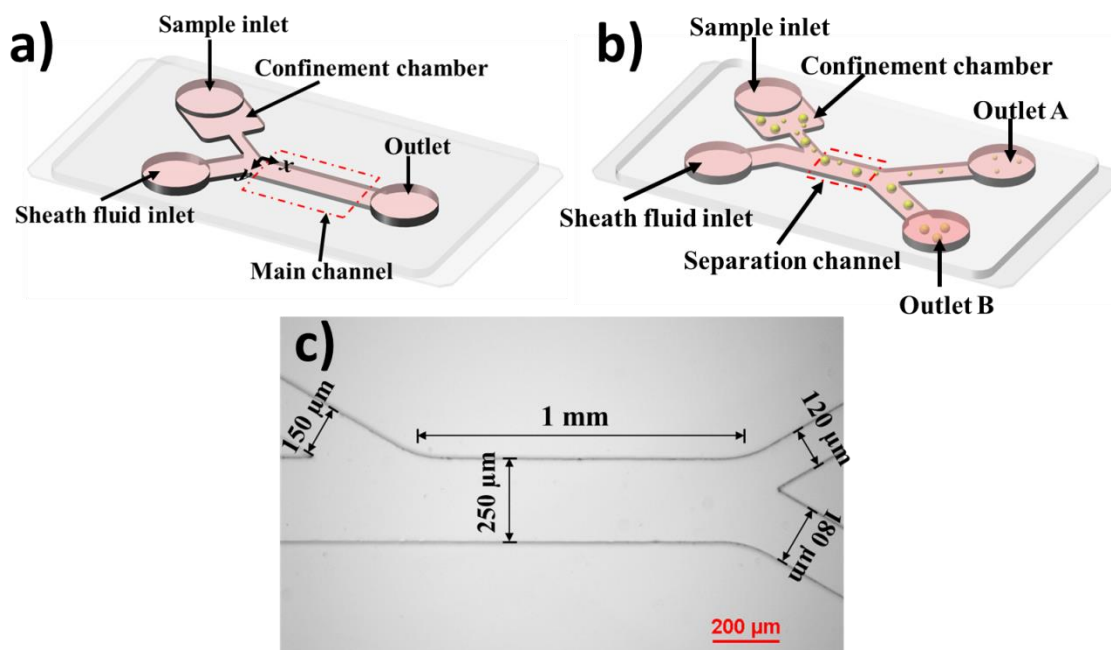 a)
Sample inlet
Confinement chamber
Outlet
x
y
Sheath fluid inlet
Main channel
b)
Sample inlet
Confinement chamber
Outlet A
Sheath fluid inlet
Separation channel
Outlet B
c)
150 μm
1 mm
120 μm
250 μm
180 μm
200 μm